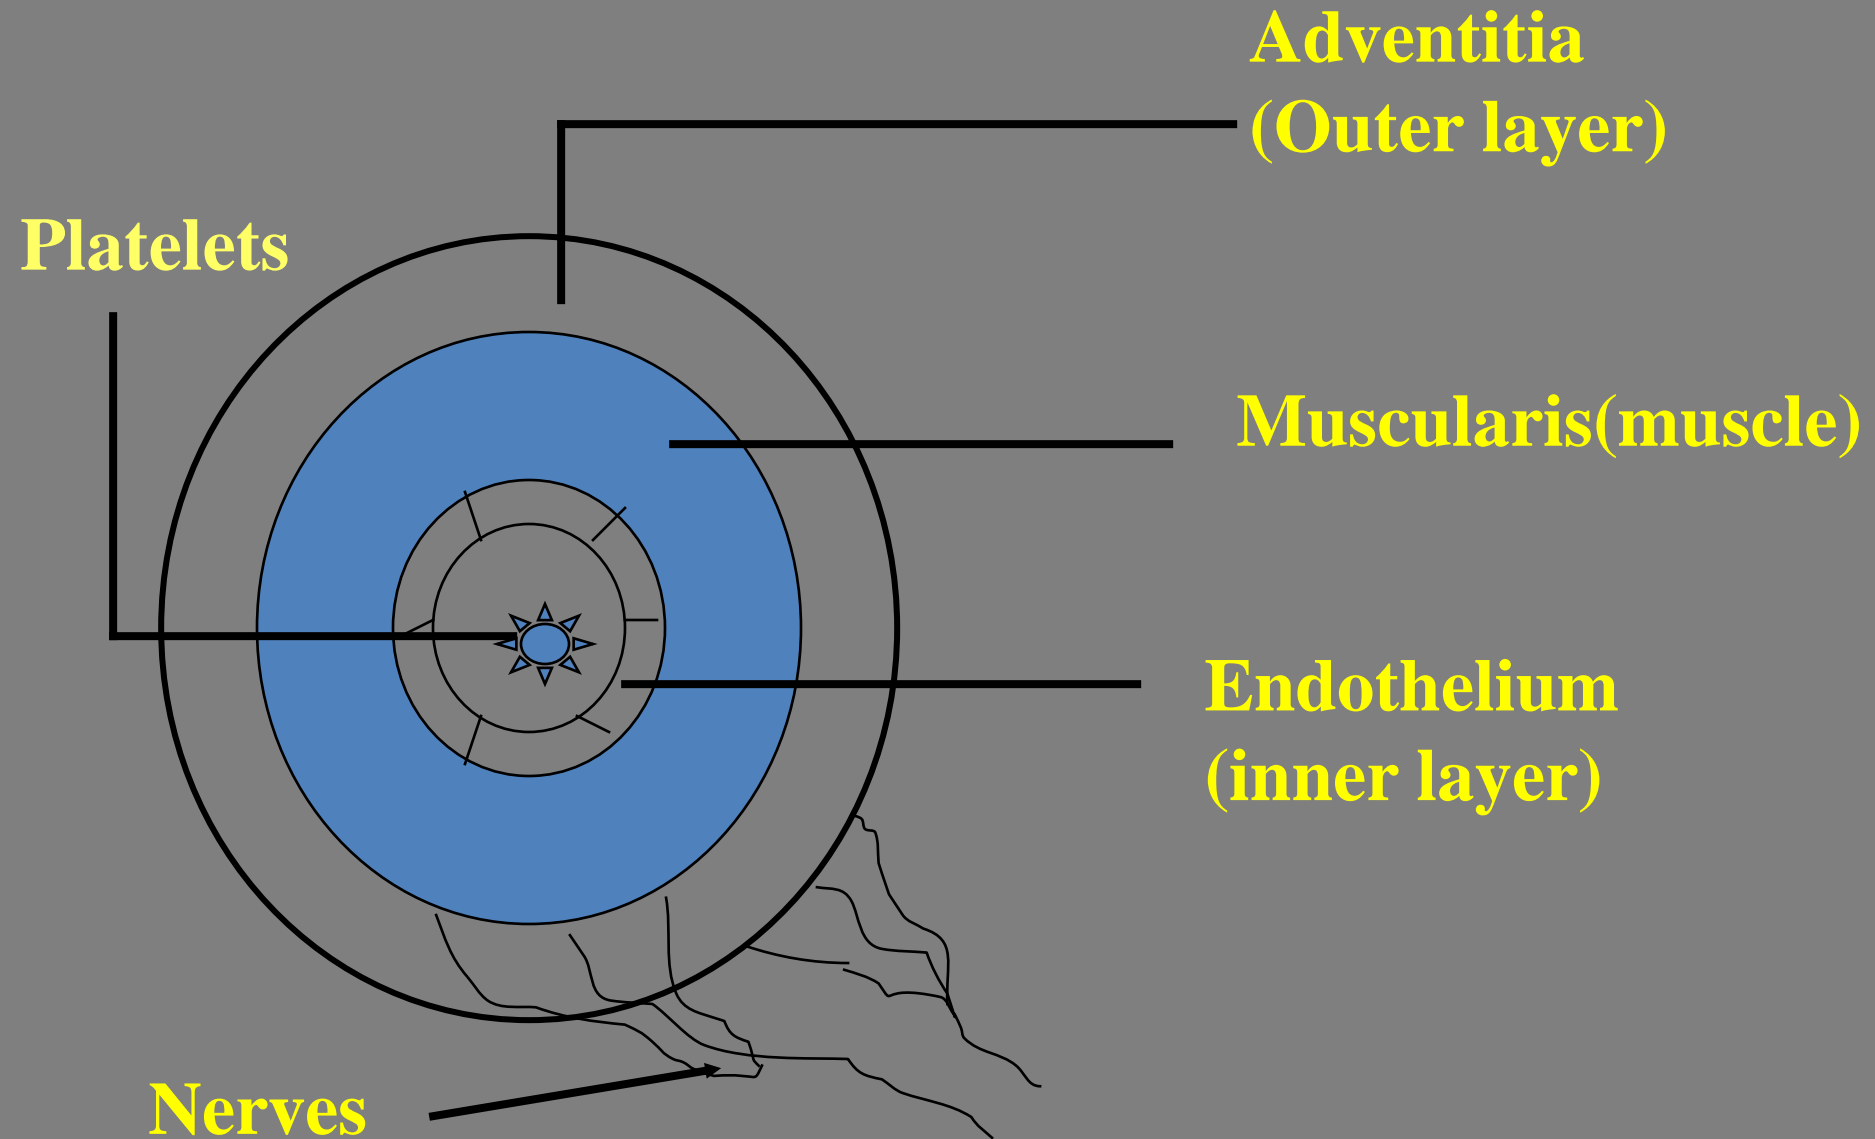 Adventitia
(Outer layer)
Platelets
Muscularis(muscle)
Endothelium
(inner layer)
Nerves